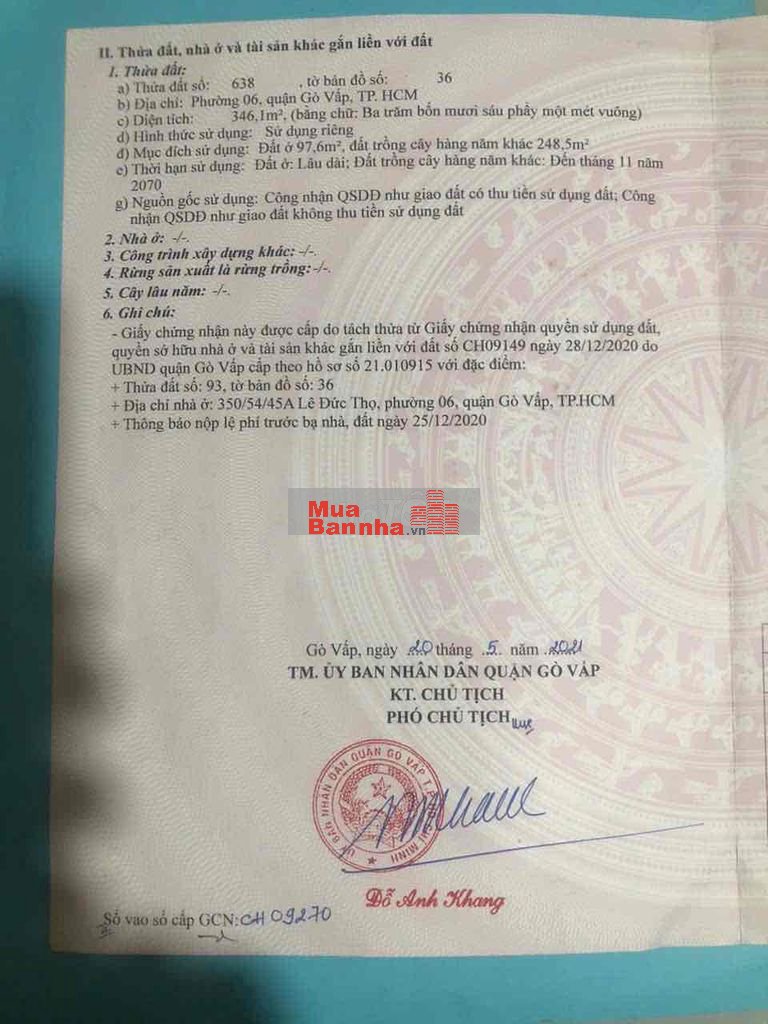 II. Thửa đất, nhà ở và tài sản khác gắn liền với đất
1. Thửa đất:
a) Thửa đất số: 638 , tờ bản đồ số: 36
b) Địa chỉ: Phường 06, quận Gò Vấp, TP. HCM
c) Diện tích: 346,1m², (bằng chữ: Ba trăm bốn mươi sáu phẩy một mét vuông)
d) Hình thức sử dụng: Sử dụng riêng
đ) Mục đích sử dụng: Đất ở 97,6m², đất trồng cây hàng năm khác 248,5m²
e) Thời hạn sử dụng: Đất ở: Lâu dài; Đất trồng cây hàng năm khác: Đến tháng 11 năm
2070
g) Nguồn gốc sử dụng: Công nhận QSDĐ như giao đất có thu tiền sử dụng đất; Công
nhận QSDĐ như giao đất không thu tiền sử dụng đất
2. Nhà ở: -/-.
3. Công trình xây dựng khác: -/-.
4. Rừng sản xuất là rừng trồng: -/-.
5. Cây lâu năm: -/-.
6. Ghi chú:
- Giấy chứng nhận này được cấp do tách thửa từ Giấy chứng nhận quyền sử dụng đất,
quyền sở hữu nhà ở và tài sản khác gắn liền với đất số CH09149 ngày 28/12/2020 do
UBND quận Gò Vấp cấp theo hồ sơ số 21.010915 với đặc điểm:
+ Thửa đất số: 93, tờ bản đồ số: 36
+ Địa chỉ nhà ở: 350/54/45A Lê Đức Thọ, phường 06, quận Gò Vấp, TP.HCM
+ Thông báo nộp lệ phí trước bạ nhà, đất ngày 25/12/2020
Mua
Bannha.vn
Gò Vấp, ngày 20 tháng 5 năm 2021
TM. ỦY BAN NHÂN DÂN QUẬN GÒ VẤP
KT. CHỦ TỊCH
PHÓ CHỦ TỊCH
ỦY BAN NHÂN DÂN QUẬN GÒ VẤP T.P HỒ CHÍ MINH
Đỗ Anh Khang
Số vào sổ cấp GCN: CH 09270